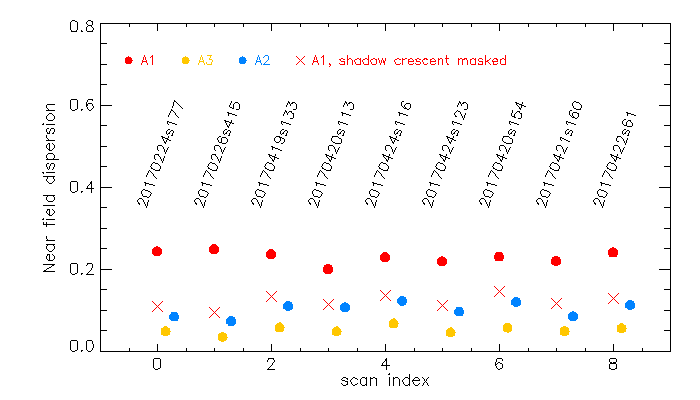 0.8
A1 A3 A2 A1, shadow crescent masked
0.6
20170224s177 20170226s415 20170419s133 20170420s113 20170424s116 20170424s123 20170420s154 20170421s160 20170422s61
Near field dispersion
0.4
0.2
0.0
0 2 4 6 8
scan index